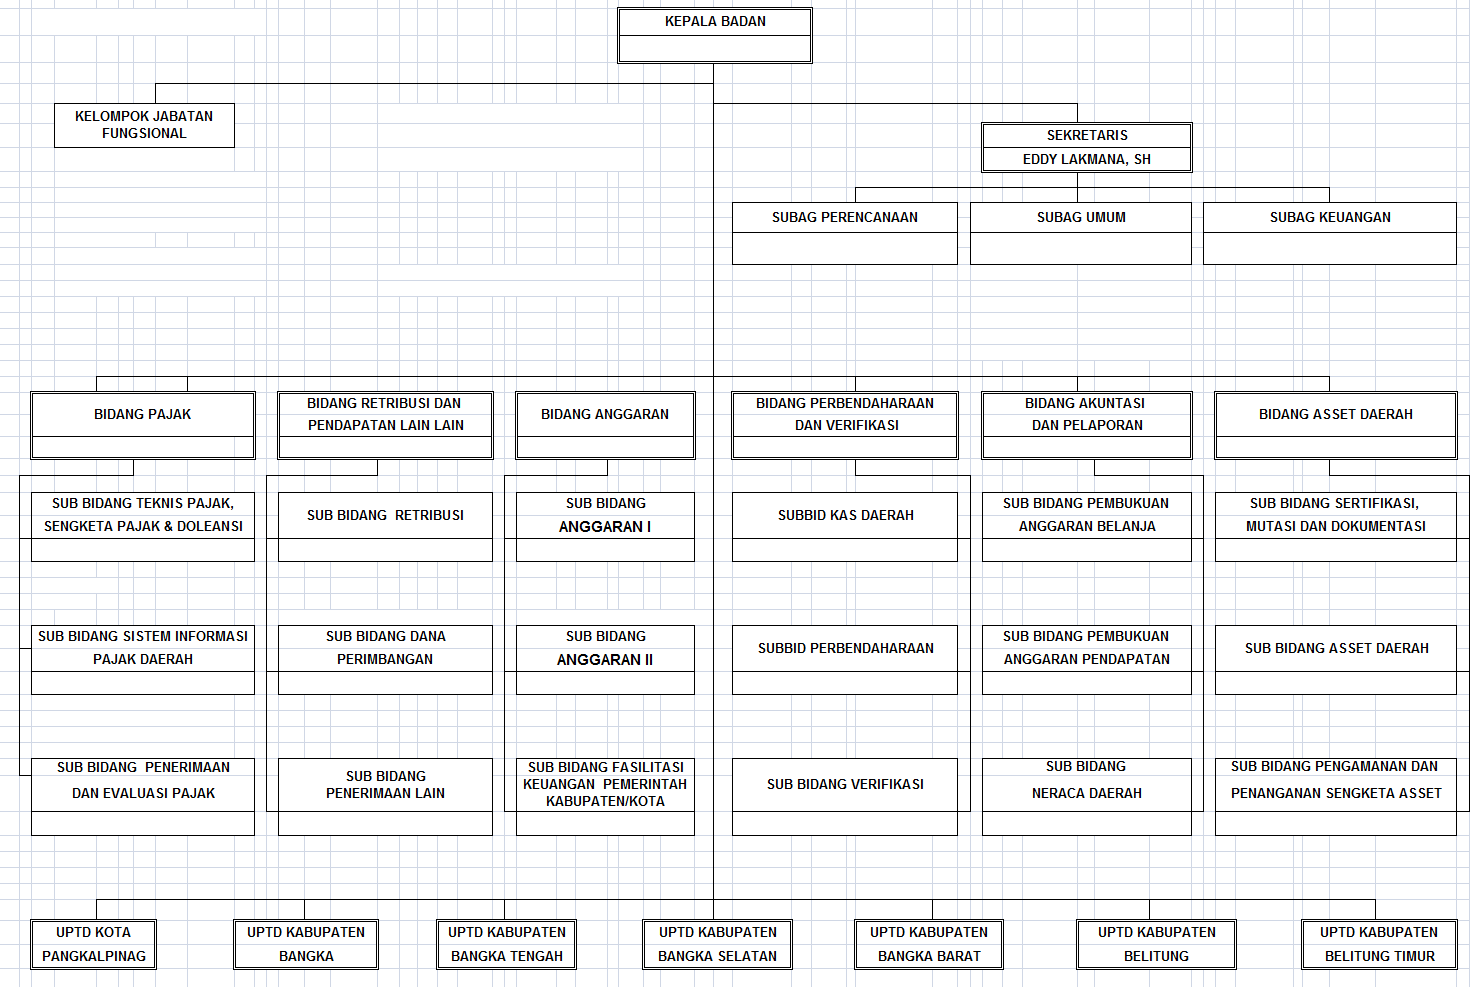 KEPALA BADAN
KELOMPOK JABATAN
FUNGSIONAL
SEKRETARIS
EDDY LAKMANA, SH
SUBAG PERENCANAAN
SUBAG UMUM
SUBAG KEUANGAN
BIDANG PAJAK
BIDANG RETRIBUSI DAN
PENDAPATAN LAIN LAIN
BIDANG ANGGARAN
BIDANG PERBENDAHARAAN
DAN VERIFIKASI
BIDANG AKUNTASI
DAN PELAPORAN
BIDANG ASSET DAERAH
SUB BIDANG TEKNIS PAJAK,
SENGKETA PAJAK & DOLEANSI
SUB BIDANG RETRIBUSI
SUB BIDANG
ANGGARAN I
SUBBID KAS DAERAH
SUB BIDANG PEMBUKUAN
ANGGARAN BELANJA
SUB BIDANG SERTIFIKASI,
MUTASI DAN DOKUMENTASI
SUB BIDANG SISTEM INFORMASI
PAJAK DAERAH
SUB BIDANG DANA
PERIMBANGAN
SUB BIDANG
ANGGARAN II
SUBBID PERBENDAHARAAN
SUB BIDANG PEMBUKUAN
ANGGARAN PENDAPATAN
SUB BIDANG ASSET DAERAH
SUB BIDANG PENERIMAAN
DAN EVALUASI PAJAK
SUB BIDANG
PENERIMAAN LAIN
SUB BIDANG FASILITASI
KEUANGAN PEMERINTAH
KABUPATEN/KOTA
SUB BIDANG VERIFIKASI
SUB BIDANG
NERACA DAERAH
SUB BIDANG PENGAMANAN DAN
PENANGANAN SENGKETA ASSET
UPTD KOTA
PANGKALPINAG
UPTD KABUPATEN
BANGKA
UPTD KABUPATEN
BANGKA TENGAH
UPTD KABUPATEN
BANGKA SELATAN
UPTD KABUPATEN
BANGKA BARAT
UPTD KABUPATEN
BELITUNG
UPTD KABUPATEN
BELITUNG TIMUR